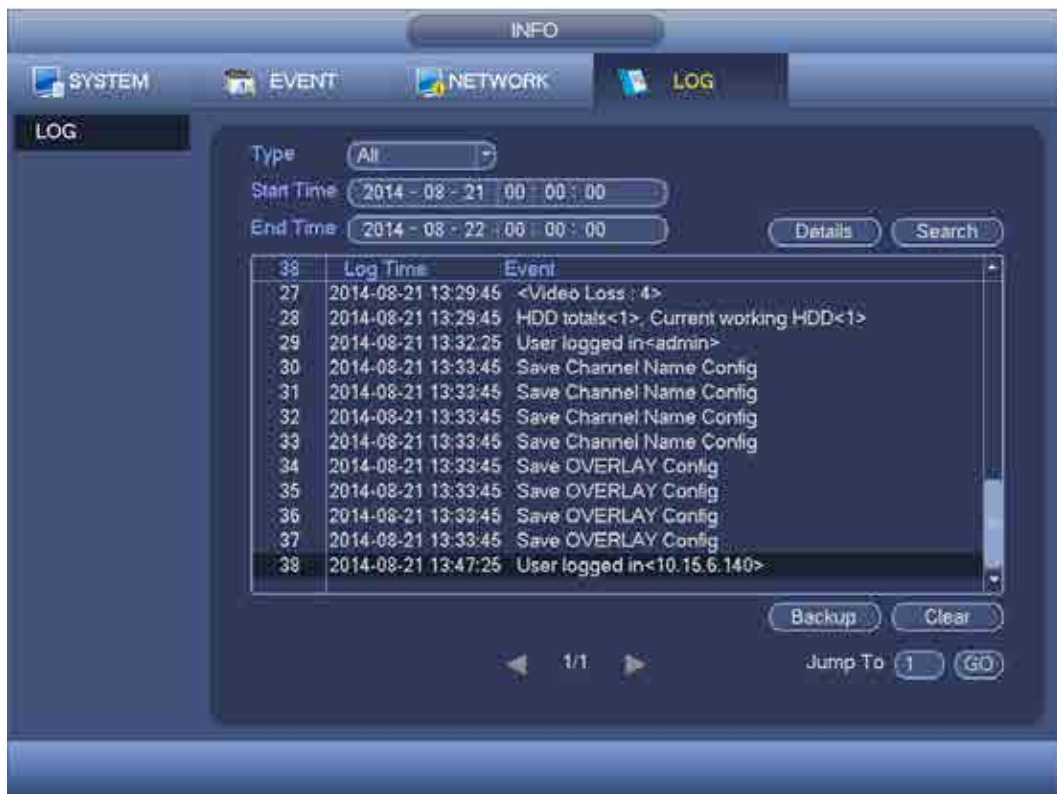 INFO
SYSTEM EVENT NETWORK LOG
LOG
Type All
Start Time 2014 - 08 - 21 00 : 00 : 00
End Time 2014 - 08 - 22 00 : 00 : 00 Details Search
38 Log Time Event
27 2014-08-21 13:29:45 <Video Loss : 4>
28 2014-08-21 13:29:45 HDD totals<1>, Current working HDD<1>
29 2014-08-21 13:32:25 User logged in<admin>
30 2014-08-21 13:33:45 Save Channel Name Config
31 2014-08-21 13:33:45 Save Channel Name Config
32 2014-08-21 13:33:45 Save Channel Name Config
33 2014-08-21 13:33:45 Save Channel Name Config
34 2014-08-21 13:33:45 Save OVERLAY Config
35 2014-08-21 13:33:45 Save OVERLAY Config
36 2014-08-21 13:33:45 Save OVERLAY Config
37 2014-08-21 13:33:45 Save OVERLAY Config
38 2014-08-21 13:47:25 User logged in<10.15.6.140>
Backup Clear
1/1 Jump To 1 GO